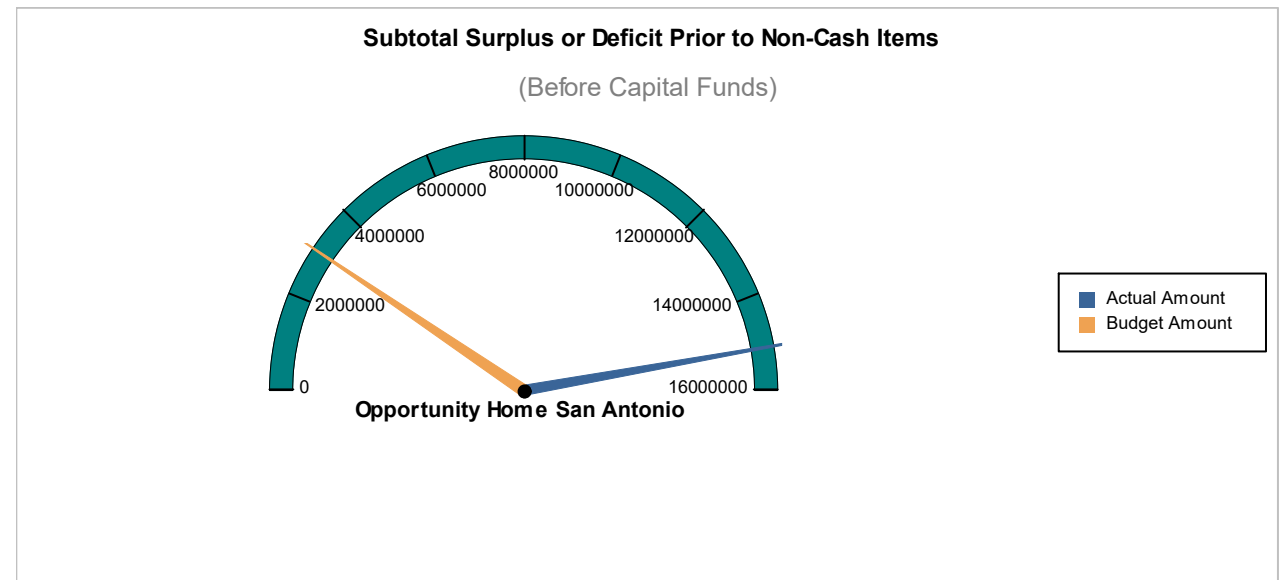 Subtotal Surplus or Deficit Prior to Non-Cash Items
(Before Capital Funds)
8000000
6000000
10000000
4000000
12000000
2000000
14000000
0
16000000
Opportunity Home San Antonio
Actual Amount
Budget Amount